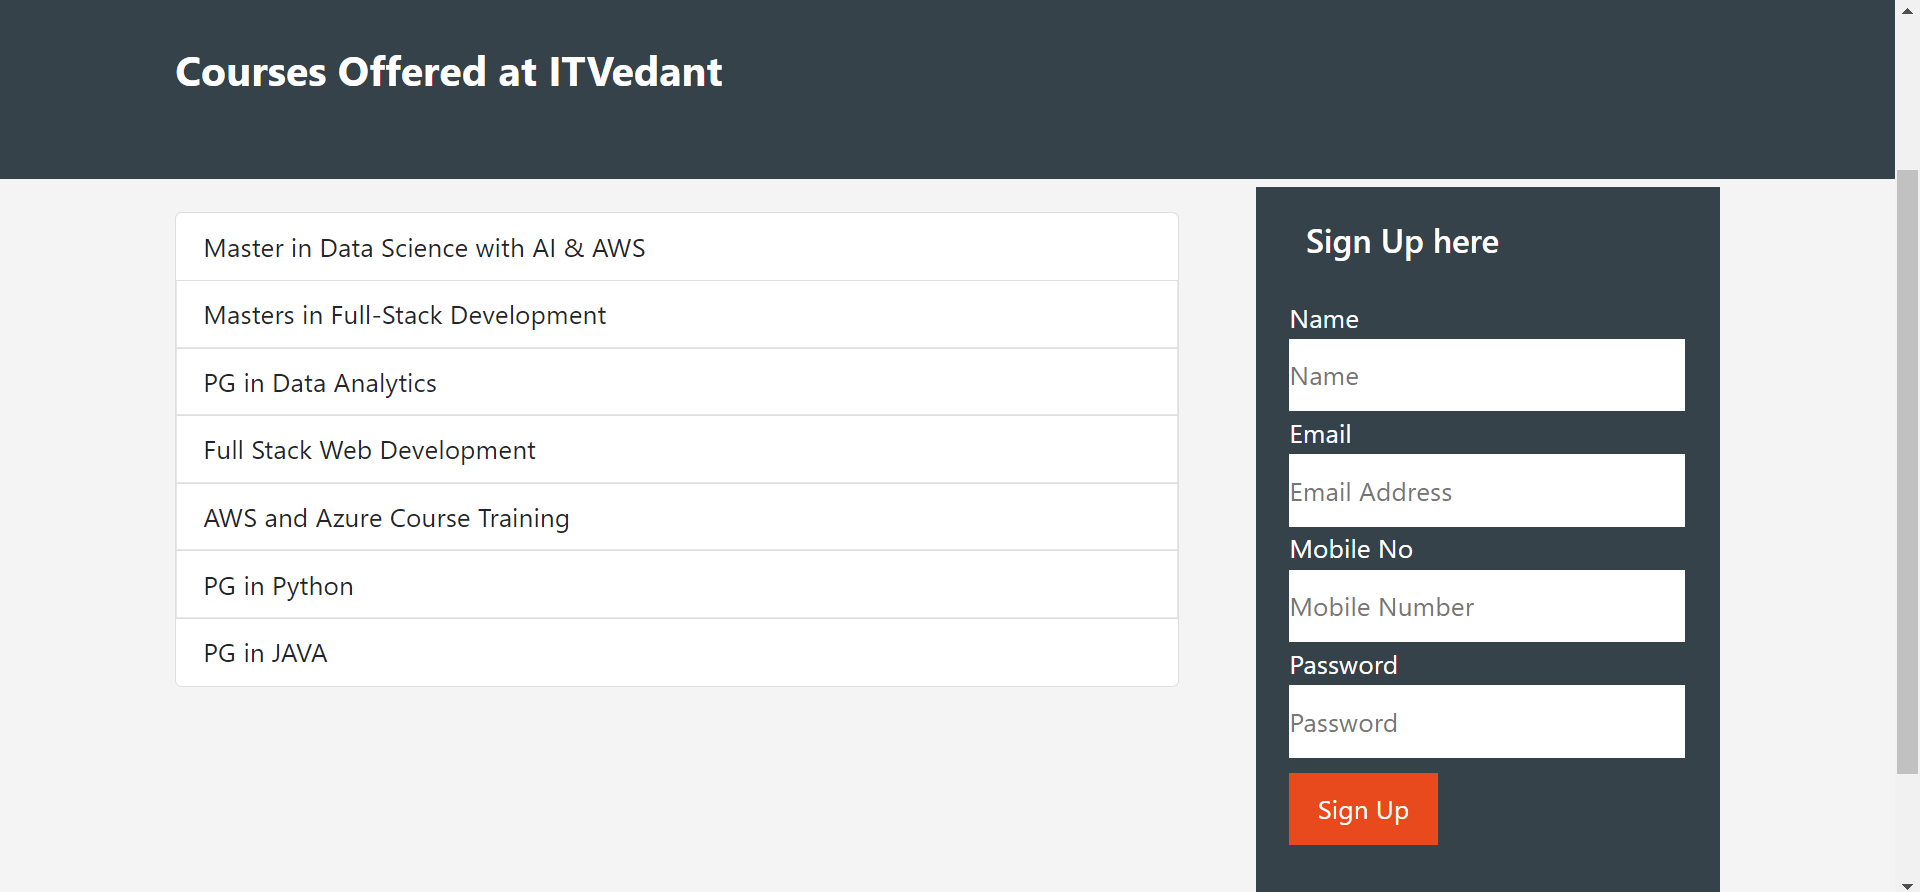 Courses Offered at ITVedant
Master in Data Science with AI & AWS
Masters in Full-Stack Development
PG in Data Analytics
Full Stack Web Development
AWS and Azure Course Training
PG in Python
PG in JAVA
Sign Up here
Name
Name
Email
Email Address
Mobile No
Mobile Number
Password
Password
Sign Up